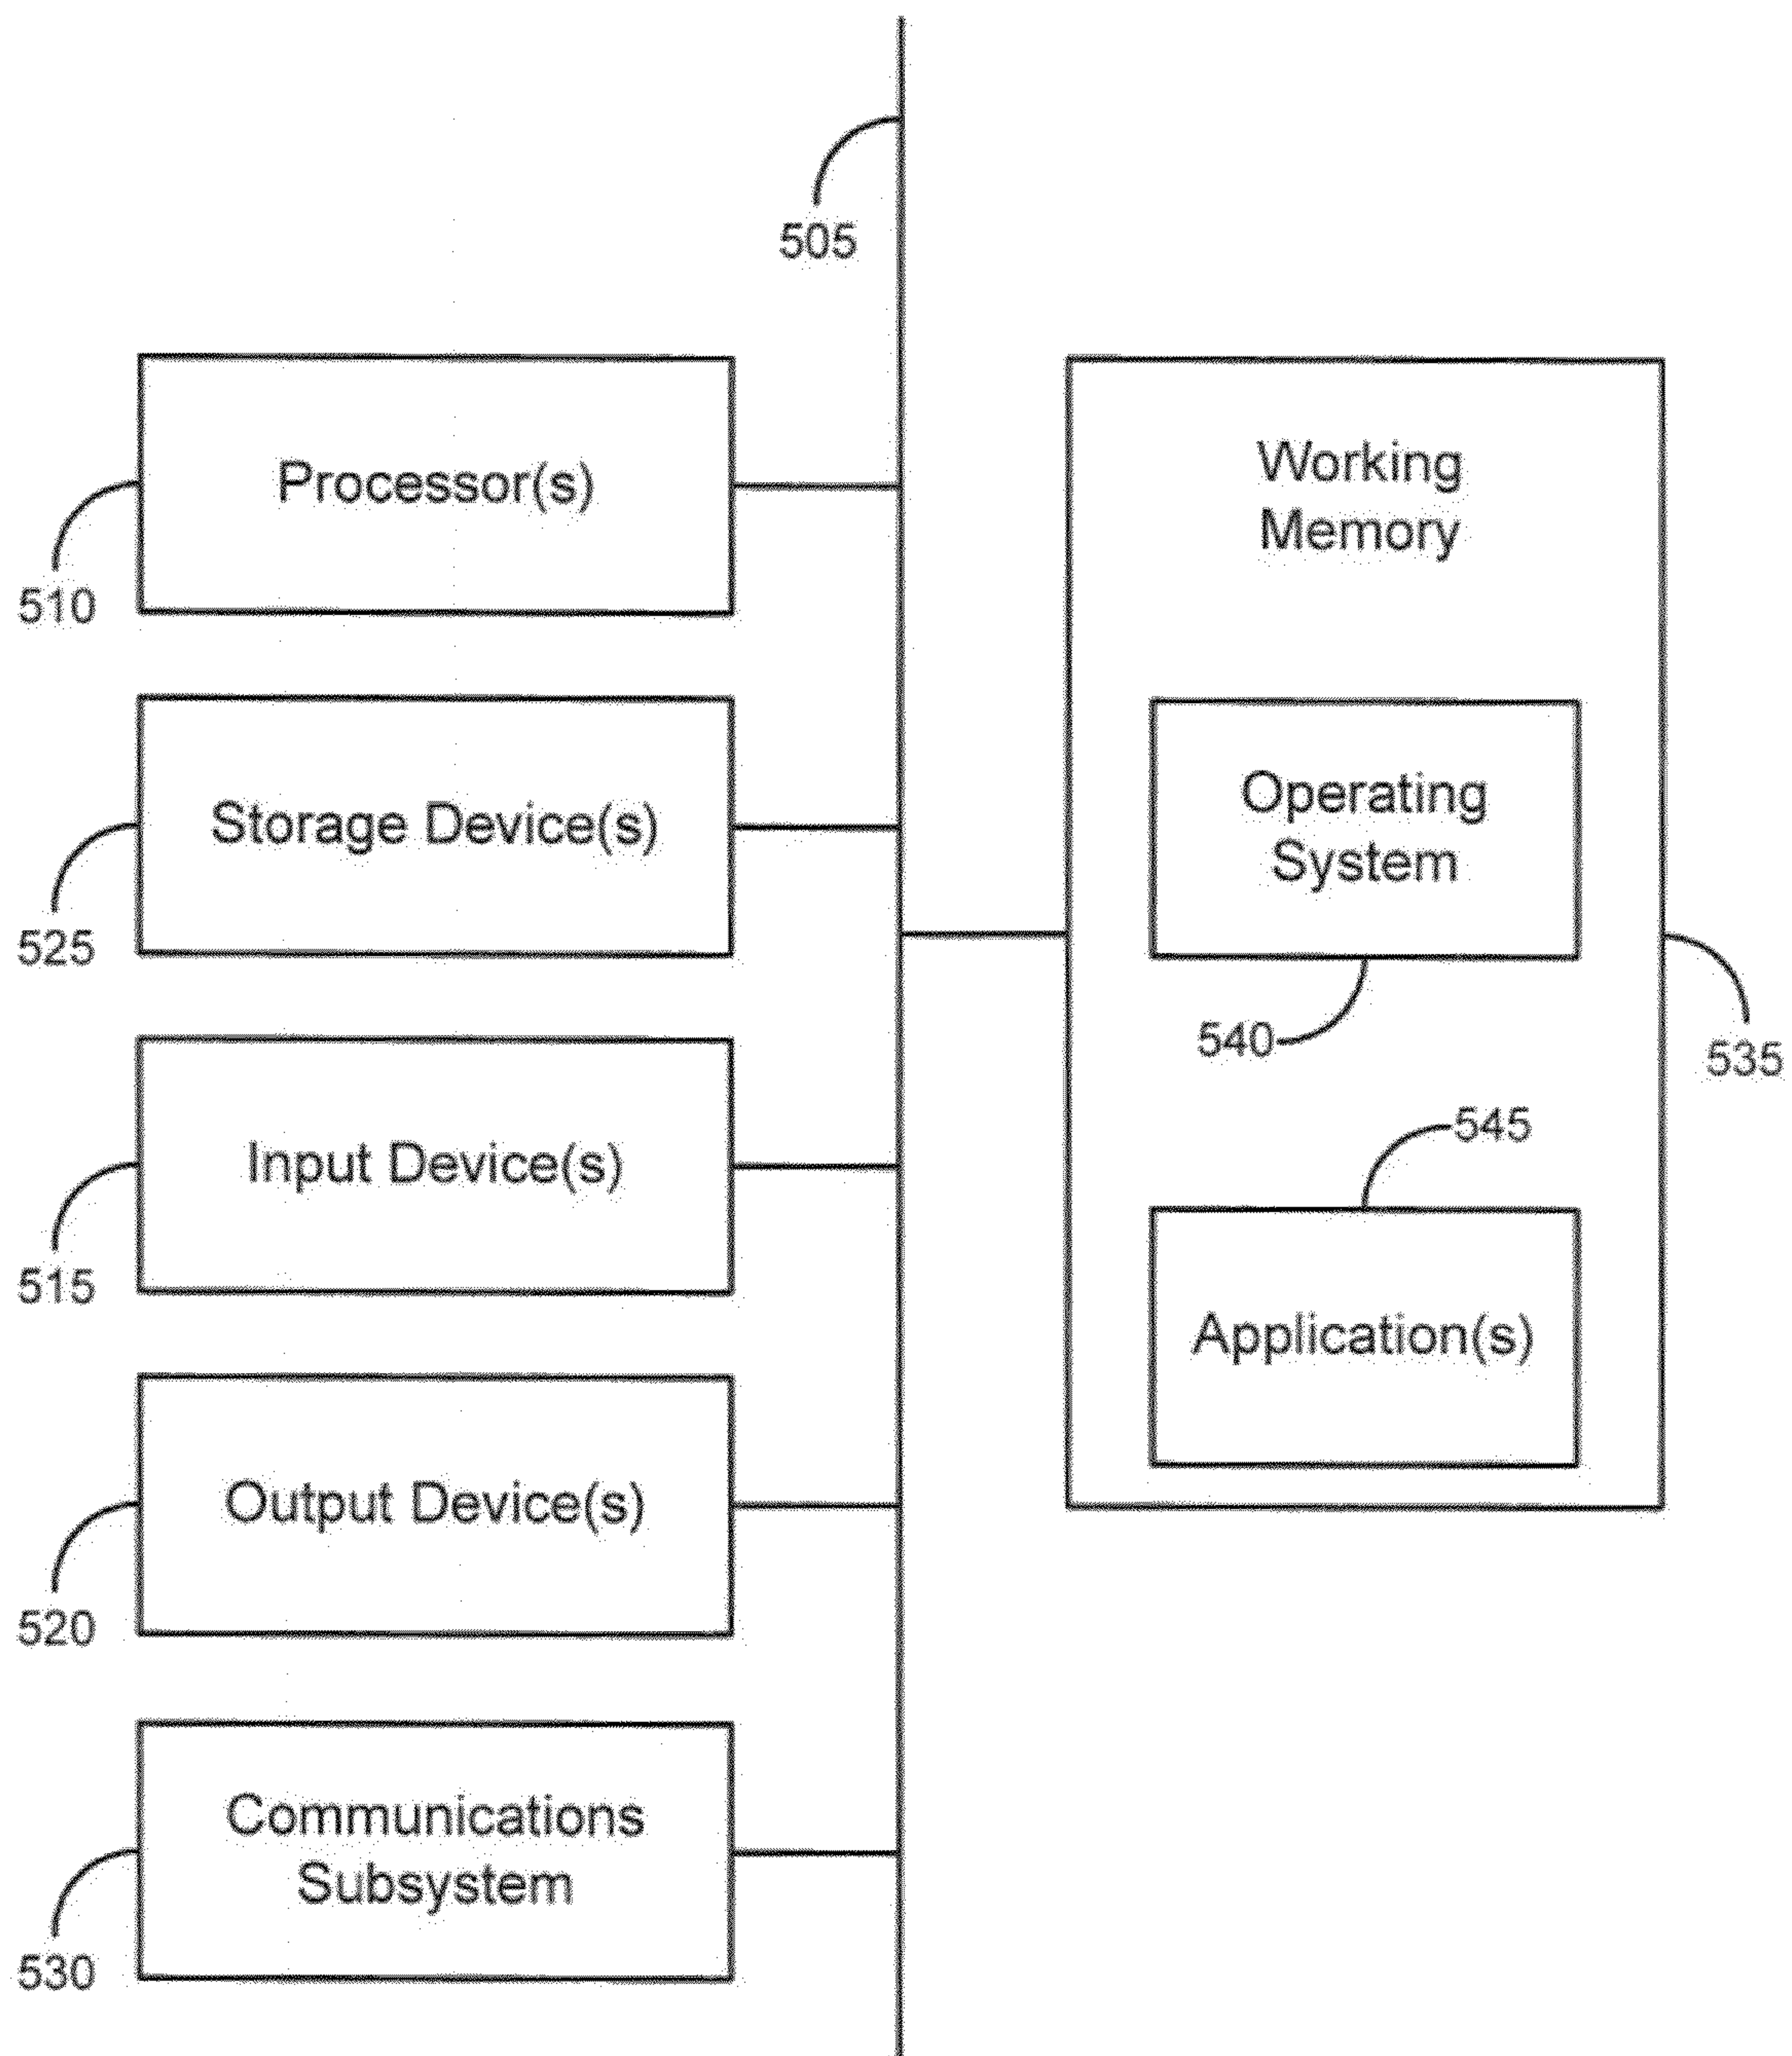 505
Processor(s)
510
Storage Device(s)
525
Input Device(s)
515
Output Device(s)
520
Communications
Subsystem
530
Working
Memory
Operating
System
540
535
545
Application(s)